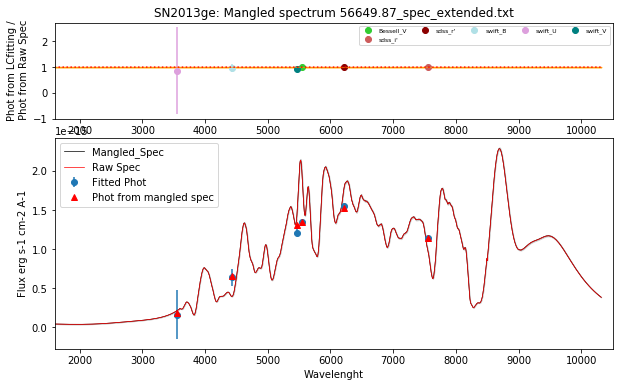 SN2013ge: Mangled spectrum 56649.87_spec_extended.txt
Phot from LCfitting /
Phot from Raw Spec
2
1
0
−1
Bessell_V
sdss_r'
swift_B
swift_U
swift_V
sdss_i'
2000 3000 4000 5000 6000 7000 8000 9000 10000
1e−15
Flux erg s-1 cm-2 A-1
2.0
1.5
1.0
0.5
0.0
Mangled_Spec
Raw Spec
Fitted Phot
Phot from mangled spec
2000 3000 4000 5000 6000 7000 8000 9000 10000
Wavelenght